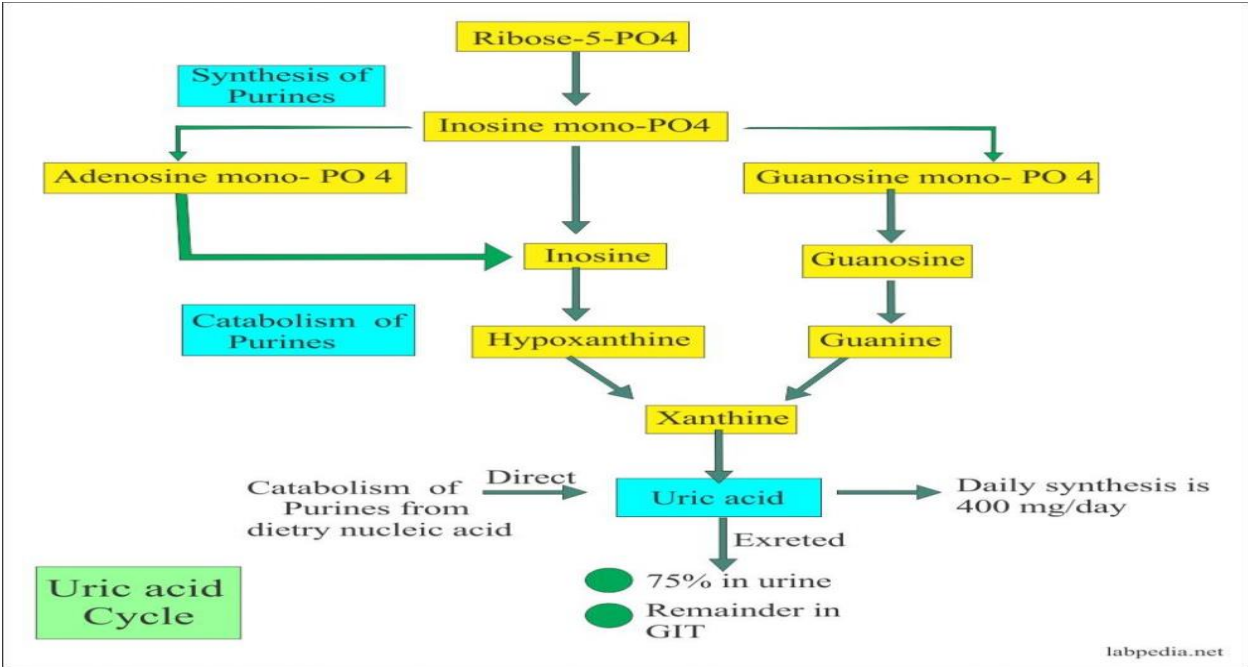 Ribose-5-PO4
Synthesis of
Purines
Inosine mono-PO4
Adenosine mono- PO 4
Guanosine mono- PO 4
Inosine
Guanosine
Catabolism of
Purines
Hypoxanthine
Guanine
Xanthine
Catabolism of
Purines from
dietry nucleic acid
Direct
Uric acid
Daily synthesis is
400 mg/day
Exreted
75% in urine
Remainder in
GIT
Uric acid
Cycle
labpedia.net